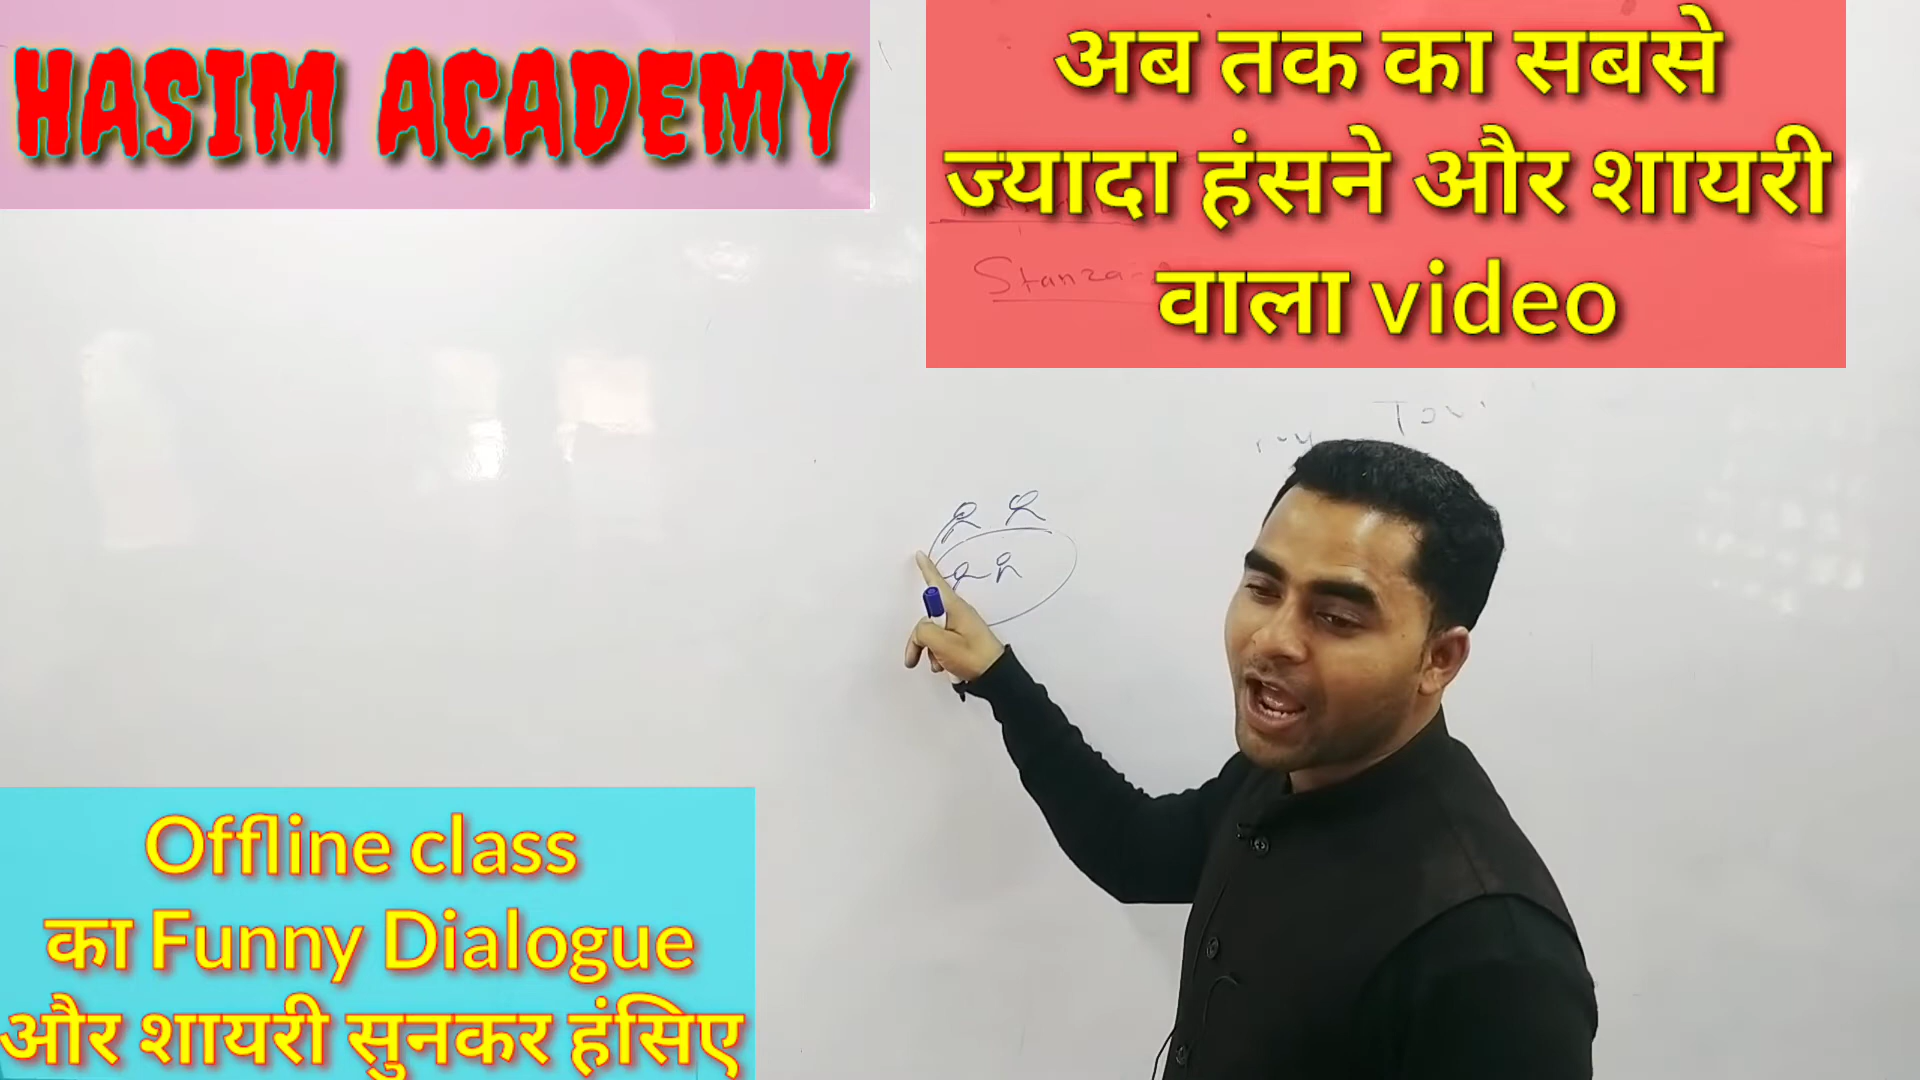 HASIM ACADEMY
अब तक का सबसे
ज्यादा हंसने और शायरी
वाला video
Stanza
Offline class
का Funny Dialogue
और शायरी सुनकर हंसिए